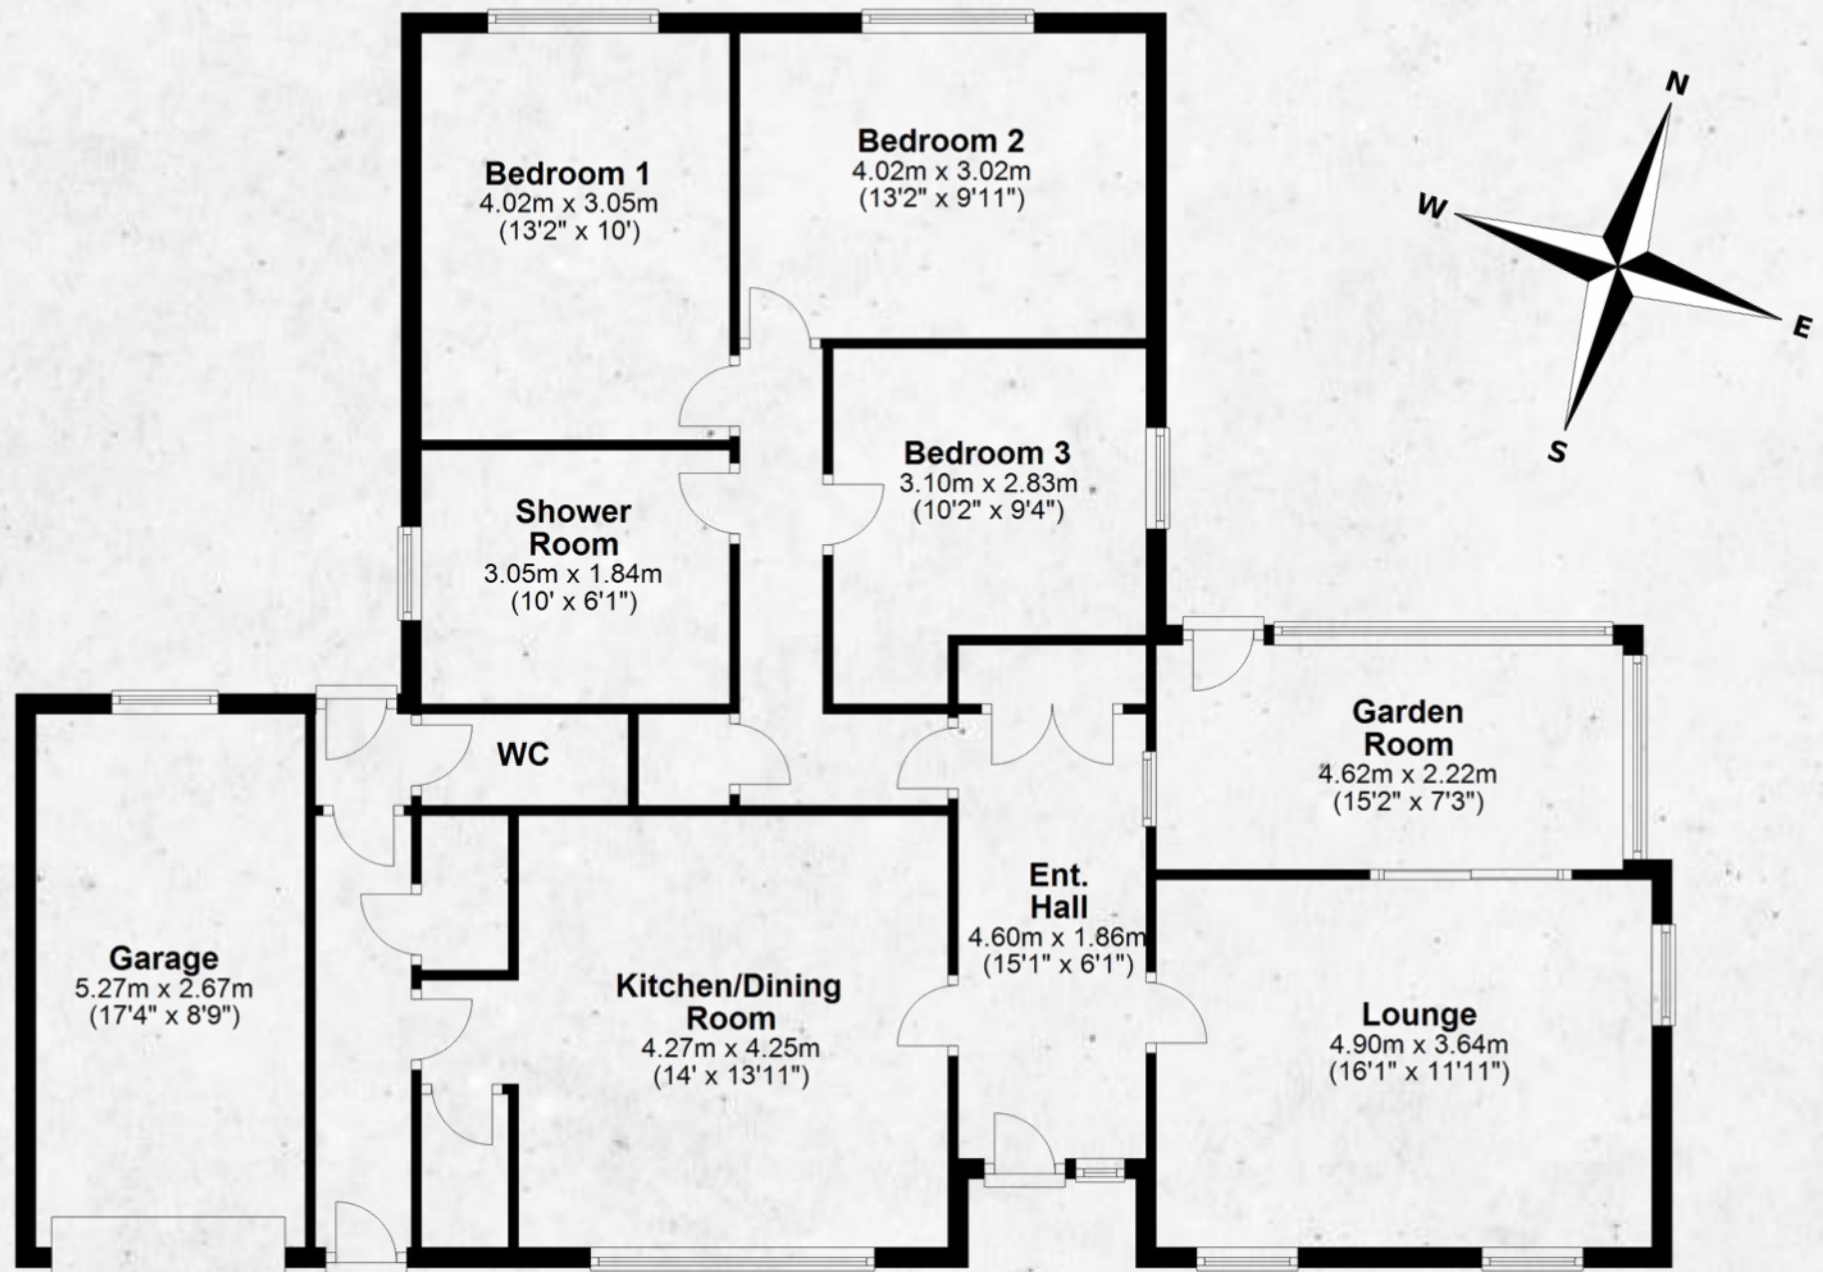 Bedroom 1
4.02m x 3.05m
(13'2" x 10')
Bedroom 2
4.02m x 3.02m
(13'2" x 9'11")
N
W
E
S
Bedroom 3
3.10m x 2.83m
(10'2" x 9'4")
Shower
Room
3.05m x 1.84m
(10' x 6'1")
WC
Garden
Room
4.62m x 2.22m
(15'2" x 7'3")
Ent.
Hall
4.60m x 1.86m
(15'1" x 6'1")
Garage
5.27m x 2.67m
(17'4" x 8'9")
Kitchen/Dining
Room
4.27m x 4.25m
(14' x 13'11")
Lounge
4.90m x 3.64m
(16'1" x 11'11")